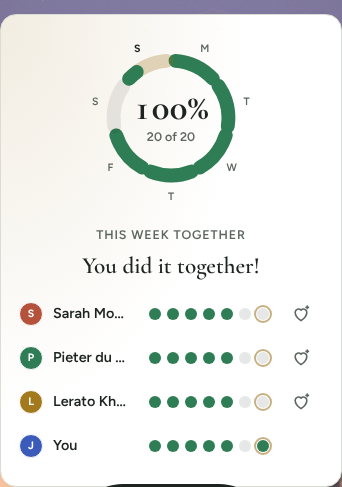 S M
S T
100%
20 of 20
F W
T
THIS WEEK TOGETHER
You did it together!
S Sarah Mo...
P Pieter du ...
L Lerato Kh...
J You